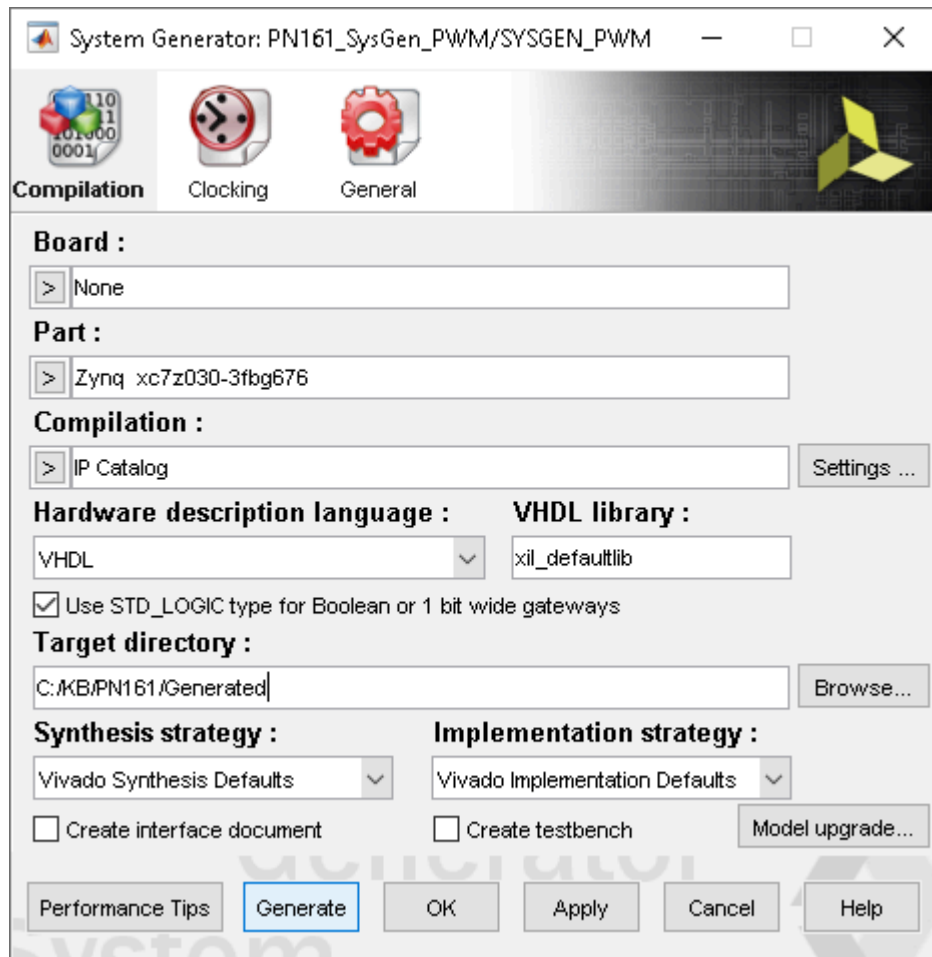 System Generator: PN161_SysGen_PWM/SYSGEN_PWM
Compilation Clocking General
Board :
> None
Part :
> Zynq xc7z030-3fbg676
Compilation :
> IP Catalog Settings ...
Hardware description language : VHDL library :
VHDL xil_defaultlib
Use STD_LOGIC type for Boolean or 1 bit wide gateways
Target directory :
C:/KB/PN161/Generated Browse...
Synthesis strategy : Implementation strategy :
Vivado Synthesis Defaults Vivado Implementation Defaults
Create interface document Create testbench Model upgrade...
Generator
Performance Tips Generate OK Apply Cancel Help
System